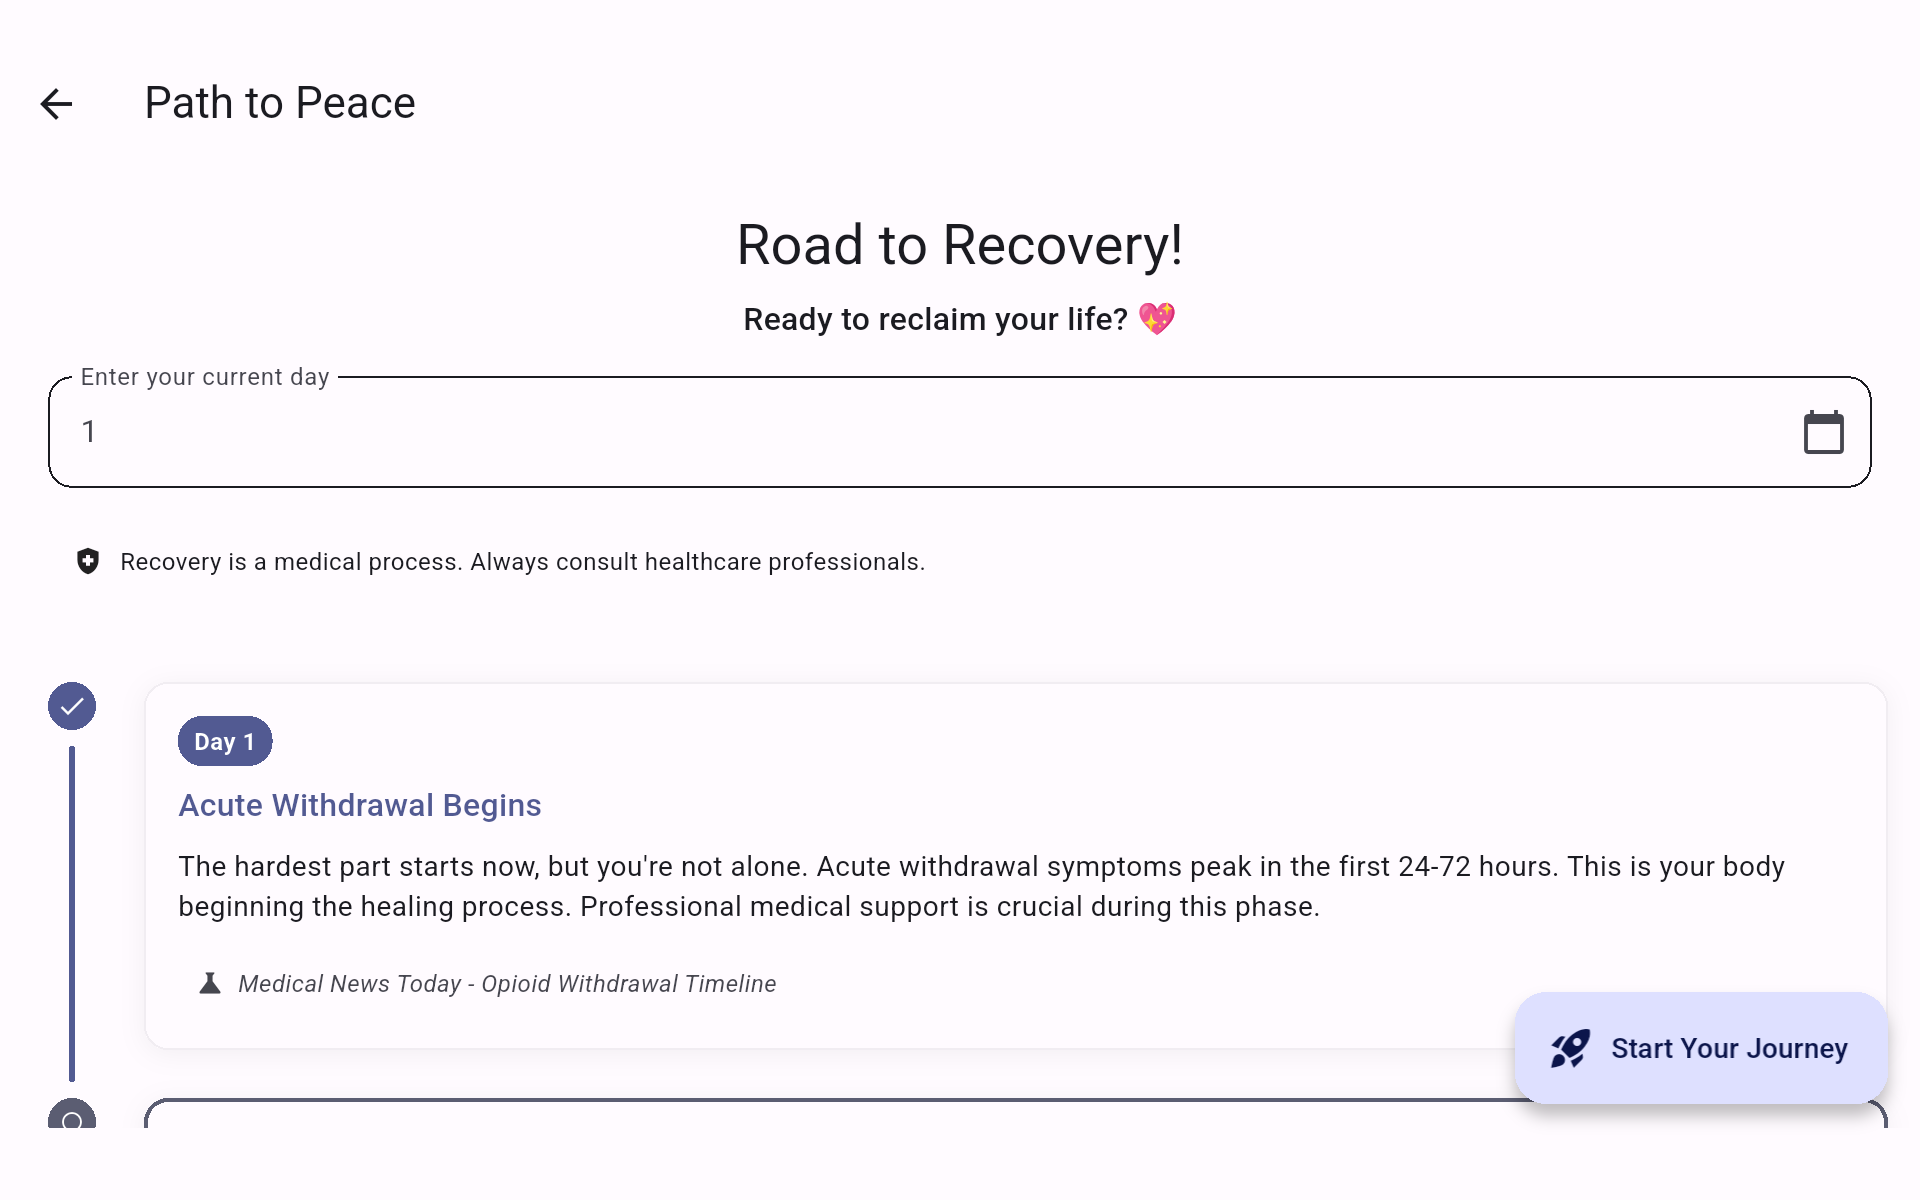 Path to Peace
Road to Recovery!
Ready to reclaim your life? 💖
Enter your current day
1
Recovery is a medical process. Always consult healthcare professionals.
Day 1
Acute Withdrawal Begins
The hardest part starts now, but you're not alone. Acute withdrawal symptoms peak in the first 24-72 hours. This is your body
beginning the healing process. Professional medical support is crucial during this phase.
Medical News Today - Opioid Withdrawal Timeline
Start Your Journey